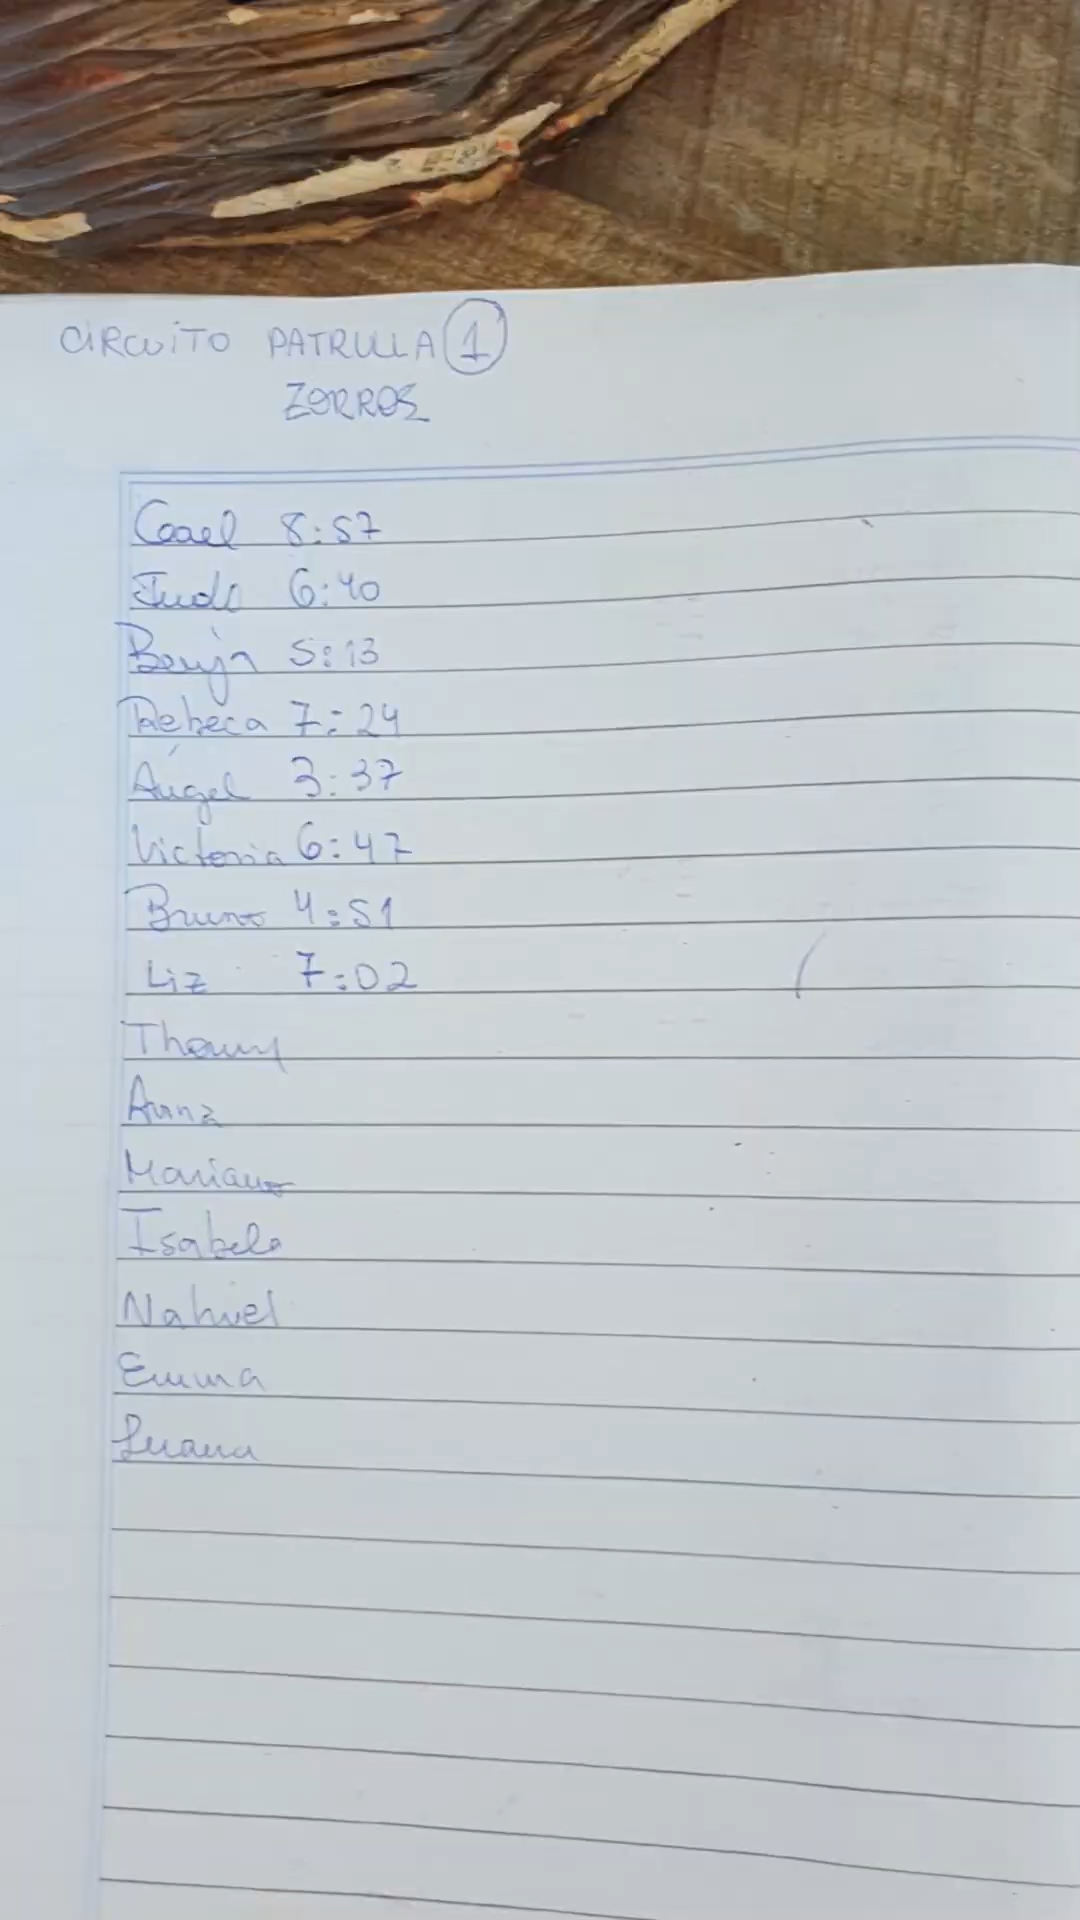 CIRCUITO PATRULLA 1
ZORROS
Cael 8:57
6:40
Benja 5:13
Rebeca 7:24
Ángel 3:37
Victoria 6:47
Bruno 4:51
Liz 7:02
Thomy
Anna
Mariano
Isabela
Nahuel
Emma
Luana